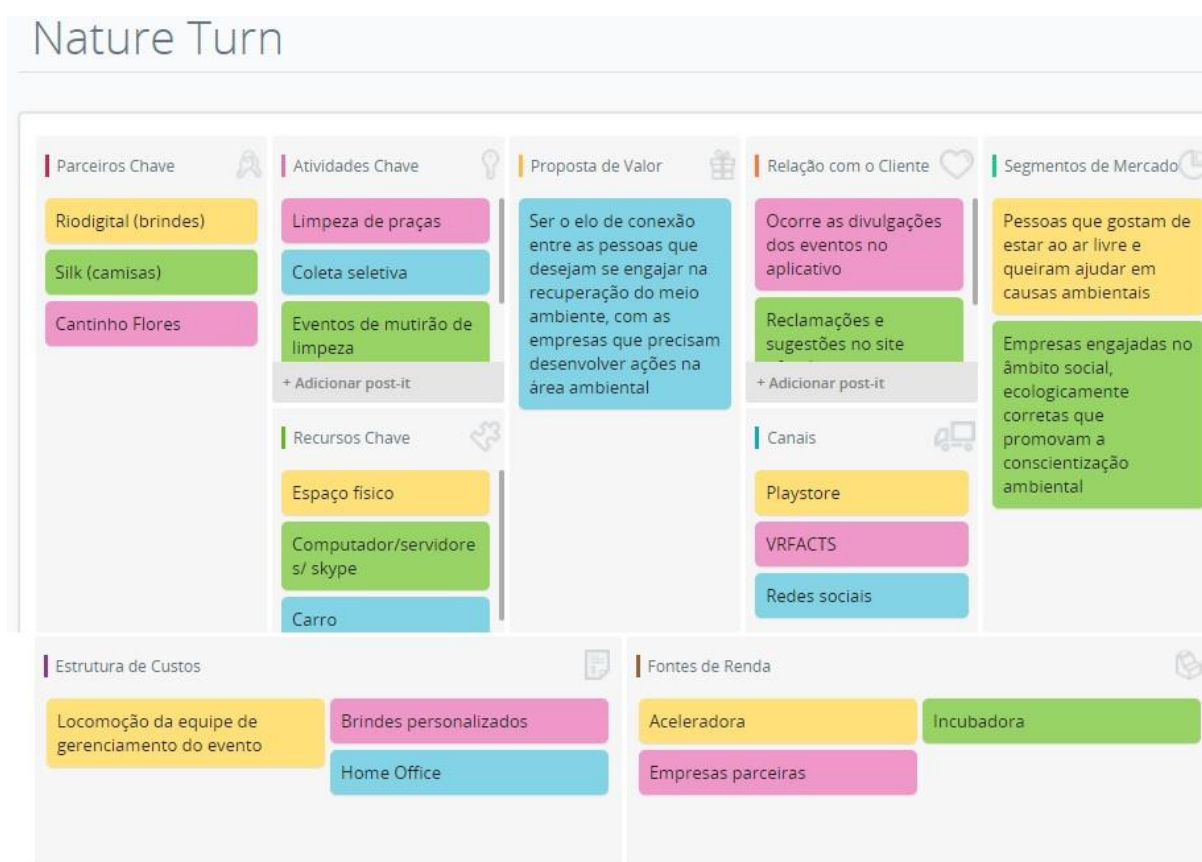 Nature Turn
Parceiros Chave
Riodigital (brindes)
Silk (camisas)
Cantinho Flores
Atividades Chave
Limpeza de praças
Coleta seletiva
Eventos de mutirão de
limpeza
+ Adicionar post-it
Recursos Chave
Espaço físico
Computador/servidore
s/ skype
Carro
Proposta de Valor
Ser o elo de conexão
entre as pessoas que
desejam se engajar na
recuperação do meio
ambiente, com as
empresas que precisam
desenvolver ações na
área ambiental
Relação com o Cliente
Ocorre as divulgações
dos eventos no
aplicativo
Reclamações e
sugestões no site
+ Adicionar post-it
Canais
Playstore
VRFACTS
Redes sociais
Segmentos de Mercado
Pessoas que gostam de
estar ao ar livre e
queiram ajudar em
causas ambientais
Empresas engajadas no
âmbito social,
ecologicamente
corretas que
promovam a
conscientização
ambiental
Estrutura de Custos
Locomoção da equipe de
gerenciamento do evento
Brindes personalizados
Home Office
Fontes de Renda
Aceleradora
Incubadora
Empresas parceiras